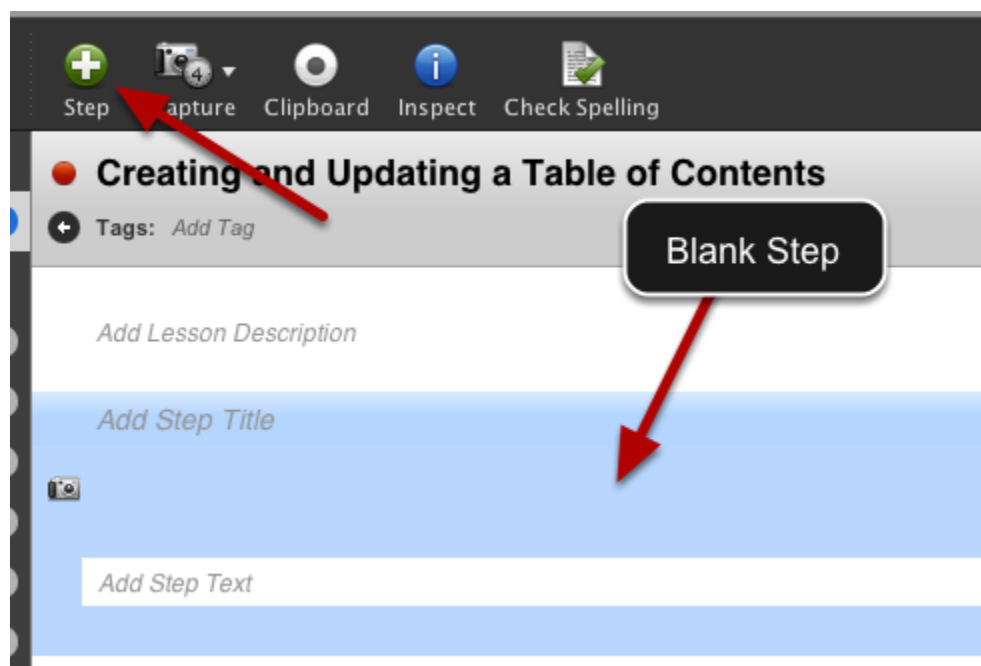 Step
apture
Clipboard
Inspect
Check Spelling
4
Creating and Updating a Table of Contents
Tags: Add Tag
Blank Step
Add Lesson Description
Add Step Title
Add Step Text